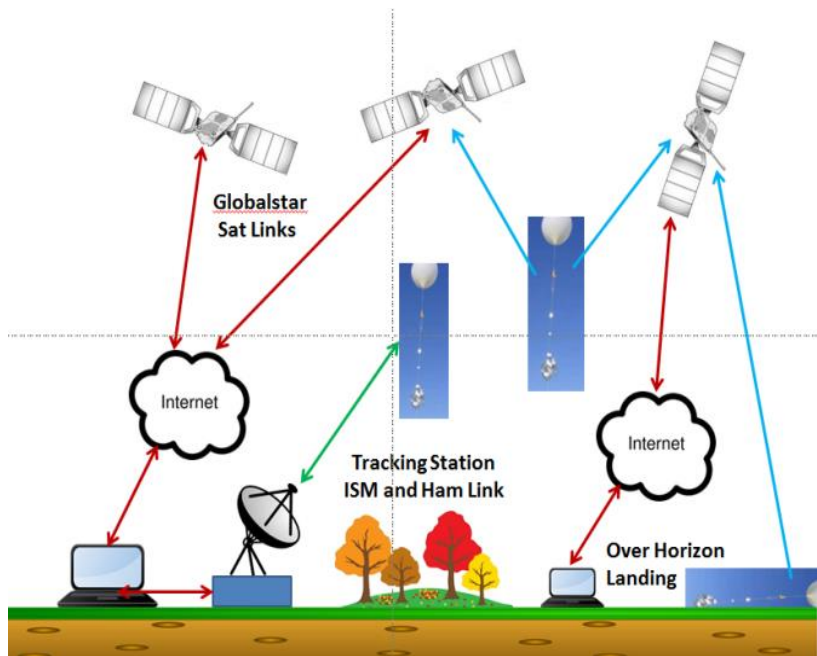 Globalstar
Sat Links
Internet
Internet
Tracking Station
ISM and Ham Link
Over Horizon
Landing